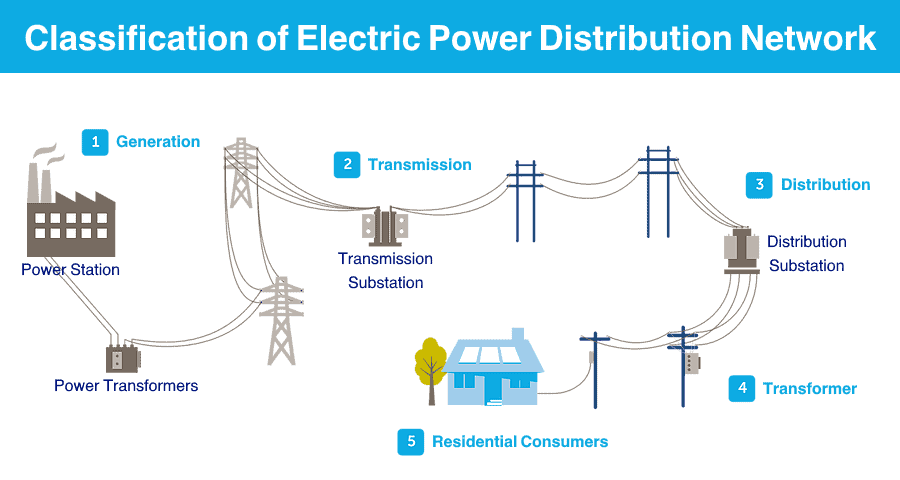 Classification of Electric Power Distribution Network
1 Generation
2 Transmission
3 Distribution
Power Station
Transmission
Substation
Distribution
Substation
Power Transformers
4 Transformer
5 Residential Consumers